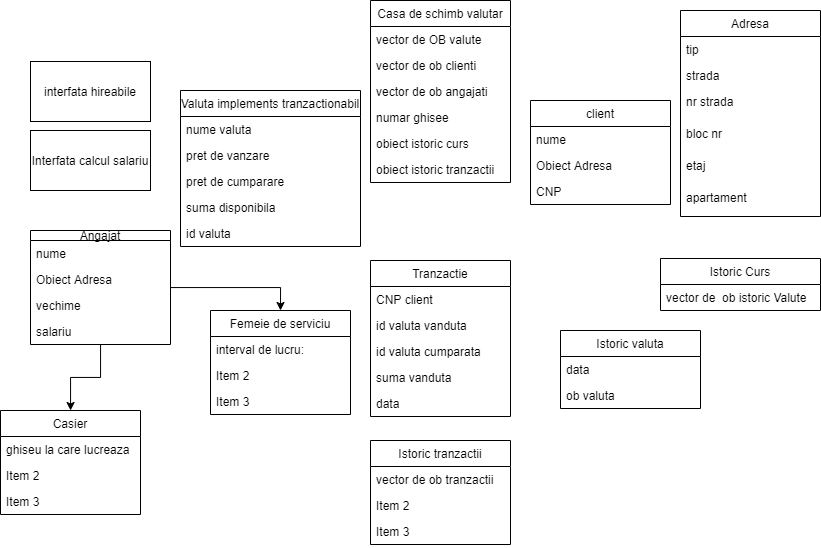 interfata hireabile
Interfata calcul salariu
Valuta implements tranzactionabil
nume valuta
pret de vanzare
pret de cumparare
suma disponibila
id valuta
Casa de schimb valutar
vector de OB valute
vector de ob clienti
vector de ob angajati
numar ghisee
obiect istoric curs
obiect istoric tranzactii
client
nume
Obiect Adresa
CNP
Adresa
tip
strada
nr strada
bloc nr
etaj
apartament
Angajat
nume
Obiect Adresa
vechime
salariu
Femeie de serviciu
interval de lucru:
Item 2
Item 3
Tranzactie
CNP client
id valuta vanduta
id valuta cumparata
suma vanduta
data
Istoric Curs
vector de ob istoric Valute
Istoric valuta
data
ob valuta
Casier
ghiseu la care lucreaza
Item 2
Item 3
Istoric tranzactii
vector de ob tranzactii
Item 2
Item 3